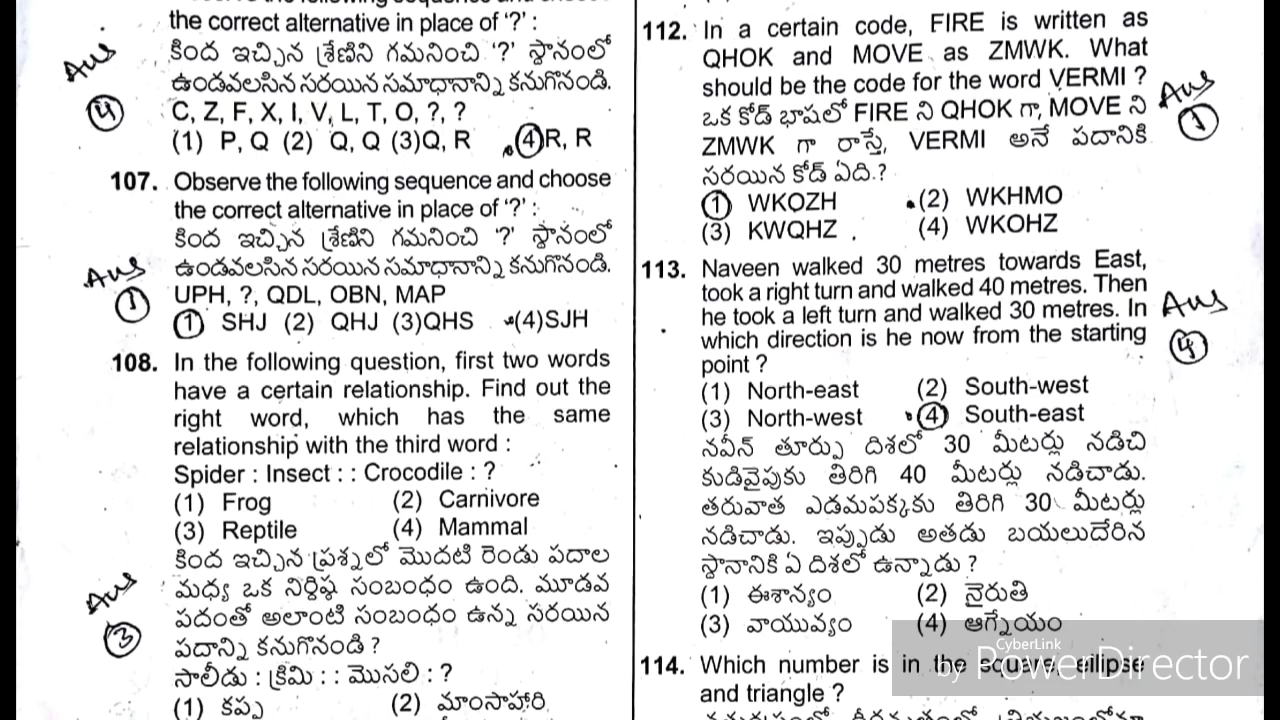 the correct alternative in place of '?' :
కింద ఇచ్చిన శ్రేణిని గమనించి '?' స్థానంలో
ఉండవలసిన సరయిన సమాధానాన్ని కనుగొనండి.
Ans
(4)
C, Z, F, X, I, V, L, T, O, ?, ?
(1) P, Q (2) Q, Q (3)Q, R (4)R, R
107. Observe the following sequence and choose
the correct alternative in place of '?' :
కింద ఇచ్చిన శ్రేణిని గమనించి '?' స్థానంలో
ఉండవలసిన సరయిన సమాధానాన్ని కనుగొనండి.
Ans
(1)
UPH, ?, QDL, OBN, MAP
(1) SHJ (2) QHJ (3)QHS (4)SJH
108. In the following question, first two words
have a certain relationship. Find out the
right word, which has the same
relationship with the third word :
Spider : Insect : : Crocodile : ?
(1) Frog (2) Carnivore
(3) Reptile (4) Mammal
కింద ఇచ్చిన ప్రశ్నలో మొదటి రెండు పదాల
మధ్య ఒక నిర్దిష్ట సంబంధం ఉంది. మూడవ
పదంతో అలాంటి సంబంధం ఉన్న సరయిన
పదాన్ని కనుగొనండి ?
Ans
(3)
సాలీడు : క్రిమి : : మొసలి : ?
(1) కప్ప (2) మాంసాహారి
112. In a certain code, FIRE is written as
QHOK and MOVE as ZMWK. What
should be the code for the word VERMI ?
ఒక కోడ్ భాషలో FIRE ని QHOK గా, MOVE ని
ZMWK గా రాస్తే, VERMI అనే పదానికి
సరయిన కోడ్ ఏది.?
Ans
(1)
(1) WKOZH (2) WKHMO
(3) KWQHZ (4) WKOHZ
113. Naveen walked 30 metres towards East,
took a right turn and walked 40 metres. Then
he took a left turn and walked 30 metres. In
which direction is he now from the starting
point ?
Ans
(4)
(1) North-east (2) South-west
(3) North-west (4) South-east
నవీన్ తూర్పు దిశలో 30 మీటర్లు నడిచి
కుడివైపుకు తిరిగి 40 మీటర్లు నడిచాడు.
తరువాత ఎడమపక్కకు తిరిగి 30 మీటర్లు
నడిచాడు. ఇప్పుడు అతడు బయలుదేరిన
స్థానానికి ఏ దిశలో ఉన్నాడు ?
(1) ఈశాన్యం (2) నైరుతి
(3) వాయువ్యం (4) ఆగ్నేయం
CyberLink
by PowerDirector
114. Which number is in the square, ellipse
and triangle ?